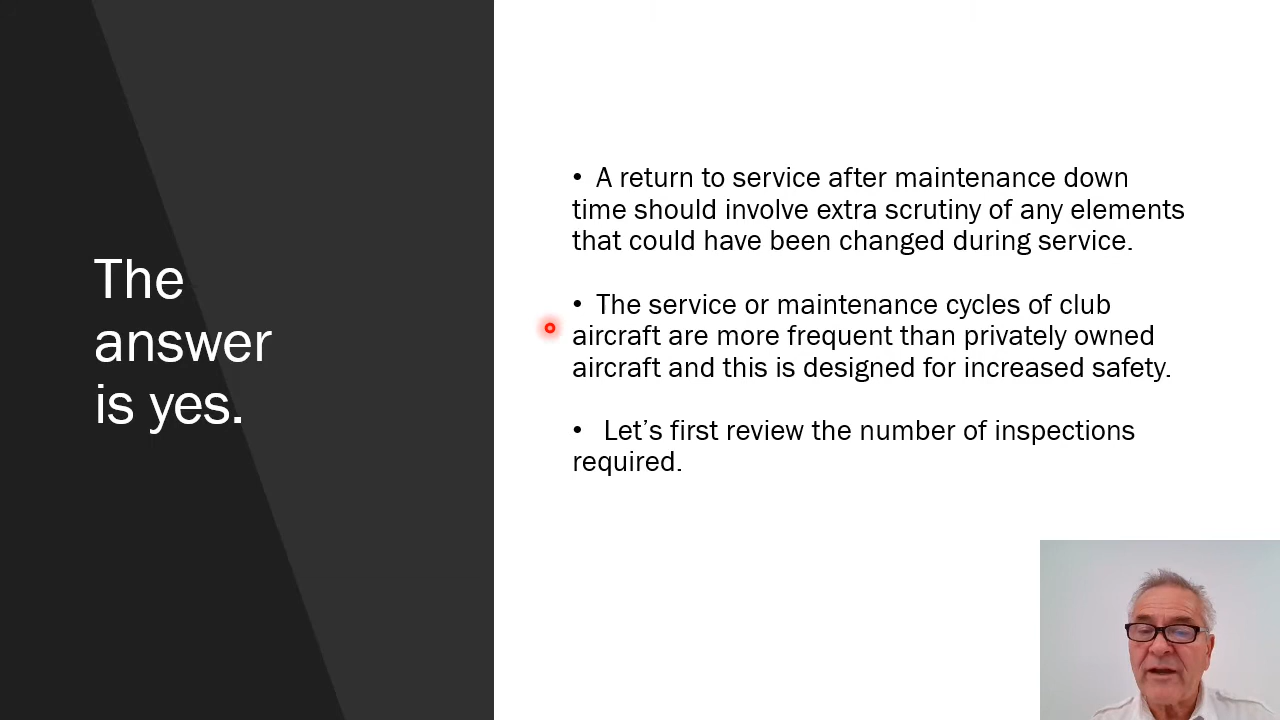 The
answer
is yes.
• A return to service after maintenance down
time should involve extra scrutiny of any elements
that could have been changed during service.
• The service or maintenance cycles of club
aircraft are more frequent than privately owned
aircraft and this is designed for increased safety.
• Let’s first review the number of inspections
required.